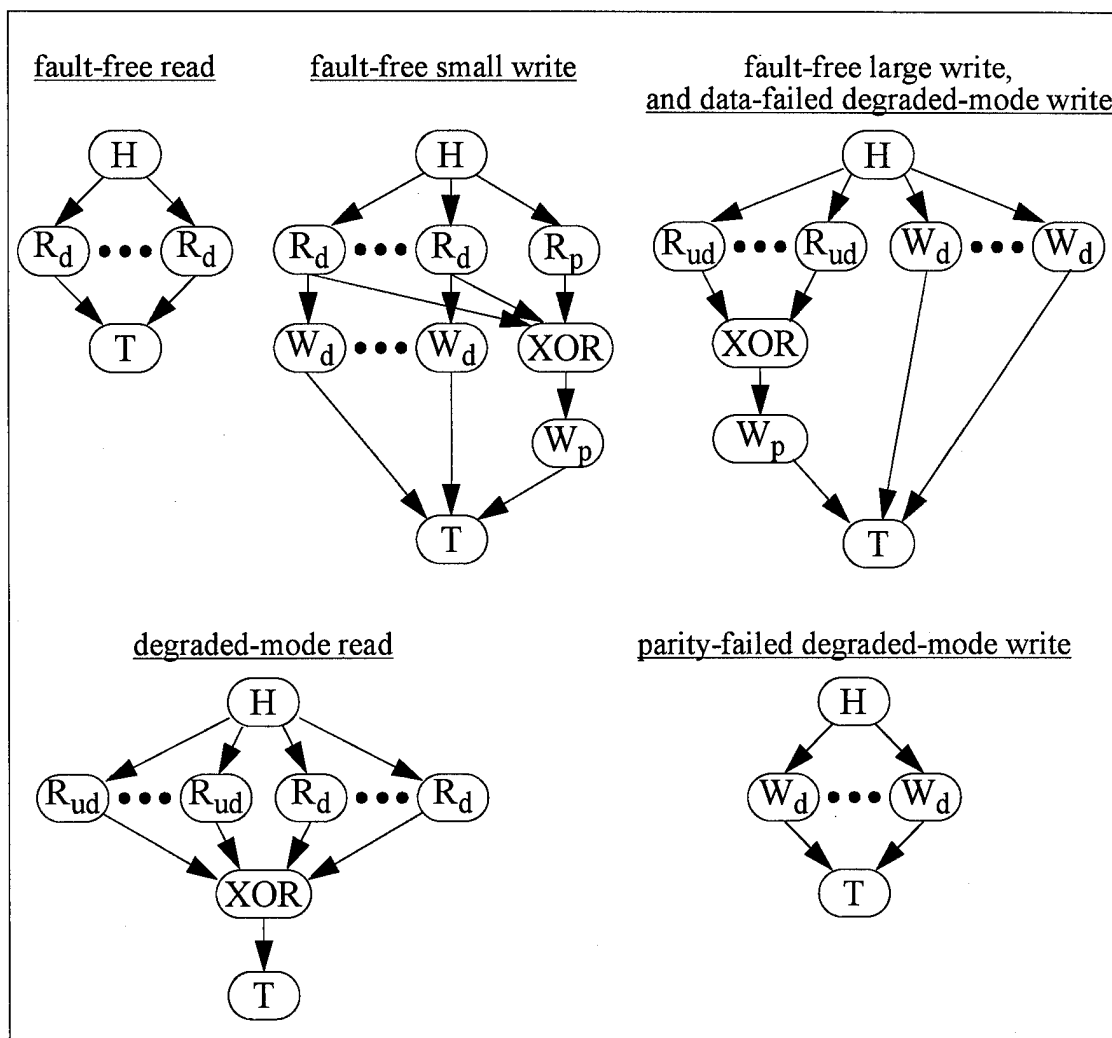 fault-free read
fault-free small write
fault-free large write,
and data-failed degraded-mode write
H
H
H
Rd ••• Rd
Rd ••• Rd Rp
Rud ••• Rud Wd ••• Wd
T
Wd ••• Wd XOR
XOR
Wp
Wp
T
T
degraded-mode read
parity-failed degraded-mode write
H
H
Rud ••• Rud Rd ••• Rd
Wd ••• Wd
XOR
T
T